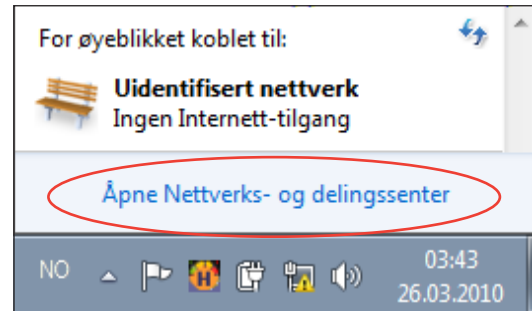 For øyeblikket koblet til:
Uidentifisert nettverk
Ingen Internett-tilgang
Åpne Nettverks- og delingssenter
NO
H
03:43
26.03.2010